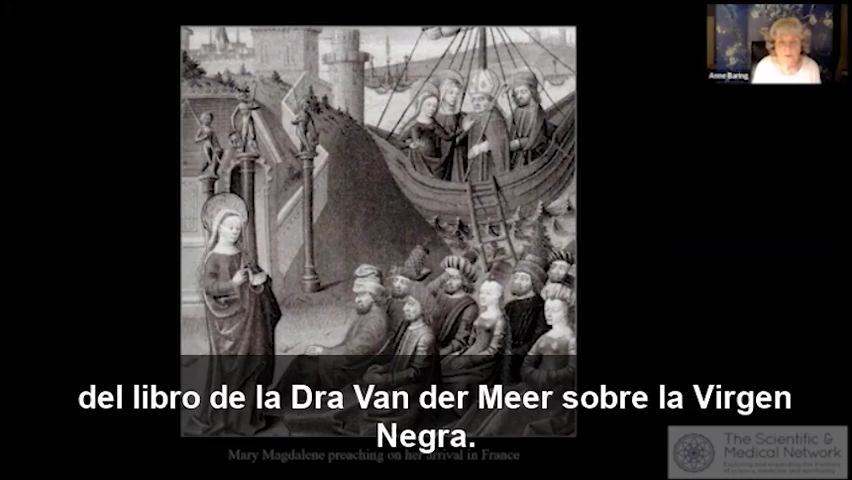 Anne Baring
del libro de la Dra Van der Meer sobre la Virgen
Negra.
Mary Magdalene preaching on her arrival in France
The Scientific &
Medical Network